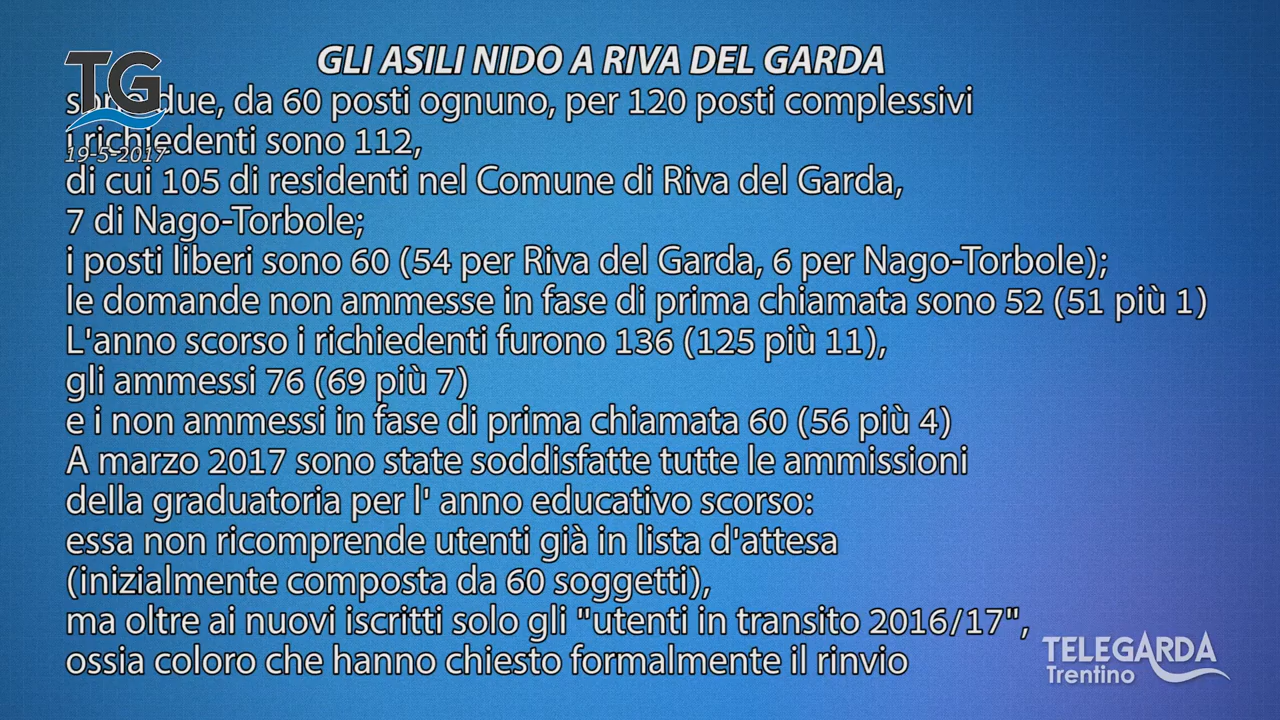 GLI ASILI NIDO A RIVA DEL GARDA
TG
sono due, da 60 posti ognuno, per 120 posti complessivi
i richiedenti sono 112,
19-5-2017
di cui 105 di residenti nel Comune di Riva del Garda,
7 di Nago-Torbole;
i posti liberi sono 60 (54 per Riva del Garda, 6 per Nago-Torbole);
le domande non ammesse in fase di prima chiamata sono 52 (51 più 1)
L'anno scorso i richiedenti furono 136 (125 più 11),
gli ammessi 76 (69 più 7)
e i non ammessi in fase di prima chiamata 60 (56 più 4)
A marzo 2017 sono state soddisfatte tutte le ammissioni
della graduatoria per l' anno educativo scorso:
essa non ricomprende utenti già in lista d'attesa
(inizialmente composta da 60 soggetti),
ma oltre ai nuovi iscritti solo gli "utenti in transito 2016/17",
ossia coloro che hanno chiesto formalmente il rinvio
TELEGARDA
Trentino